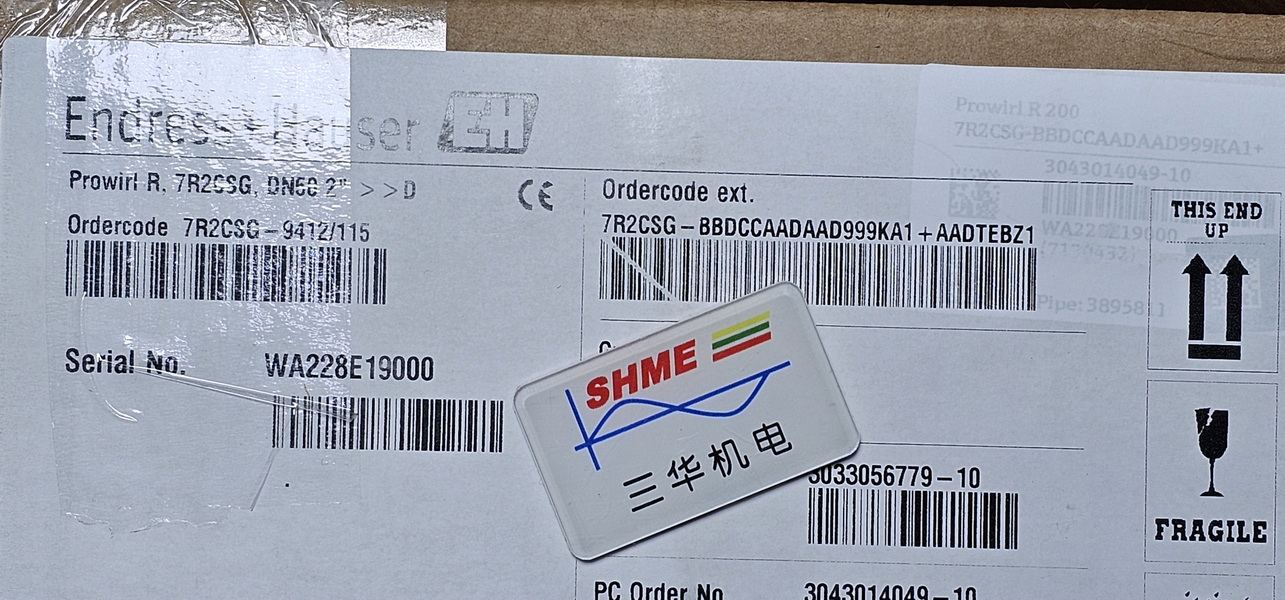 Endress+Hauser EH
Prowirl R, 7R2CSG, DN50 2" >>D
Ordercode 7R2CSG-9412/115
Serial No. WA228E19000
Ordercode ext.
7R2CSG-BBDCCAADAAD999KA1+AADTEBZ1
SHME
三华机电
3033056779-10
PC Order No. 3043014049-10
Prowirl R 200
7R2CSG-BBDCCAADAAD999KA1+
3043014049-10
WA228E19000
Pipe: 3895811
THIS END
UP
FRAGILE